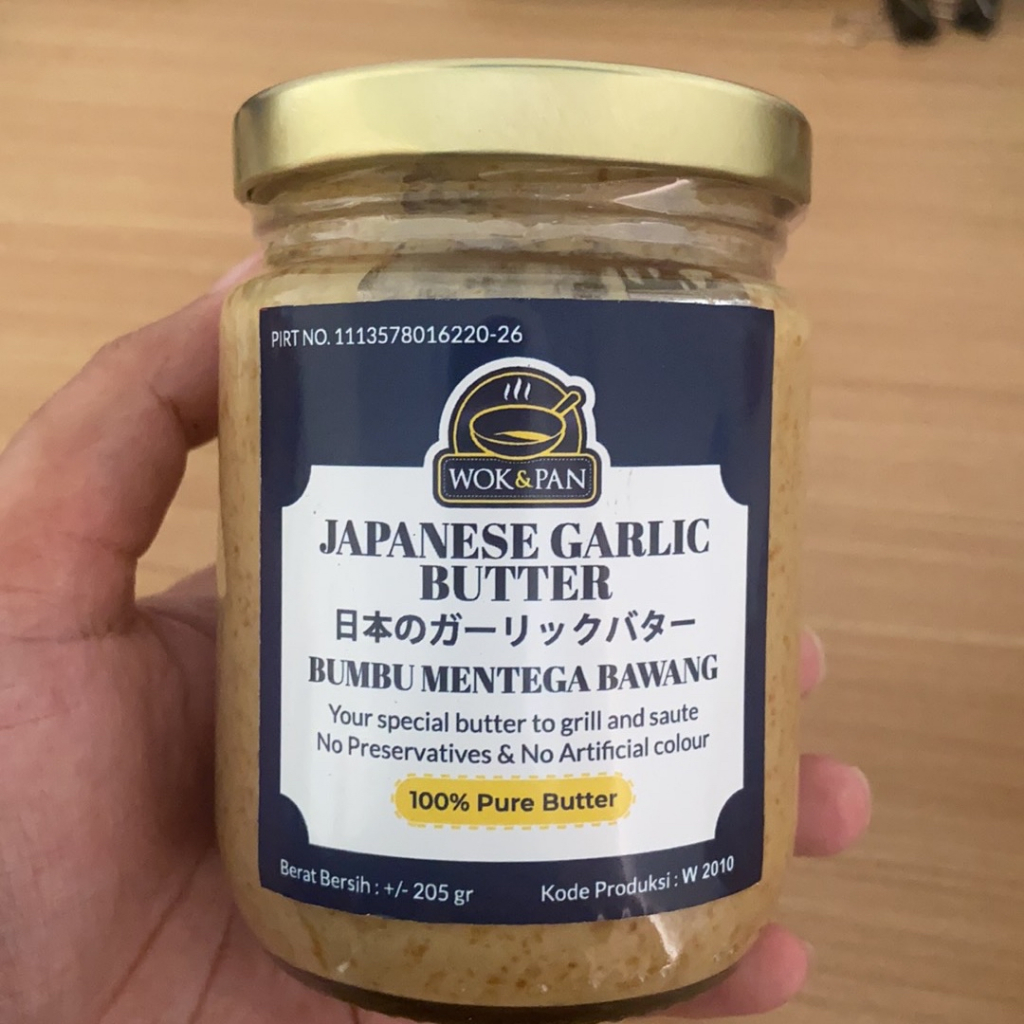 PIRT NO. 1113578016220-26
WOK & PAN
JAPANESE GARLIC
BUTTER
日本のガーリックバター
BUMBU MENTEGA BAWANG
Your special butter to grill and saute
No Preservatives & No Artificial colour
100% Pure Butter
Berat Bersih : +/- 205 gr
Kode Produksi : W 2010